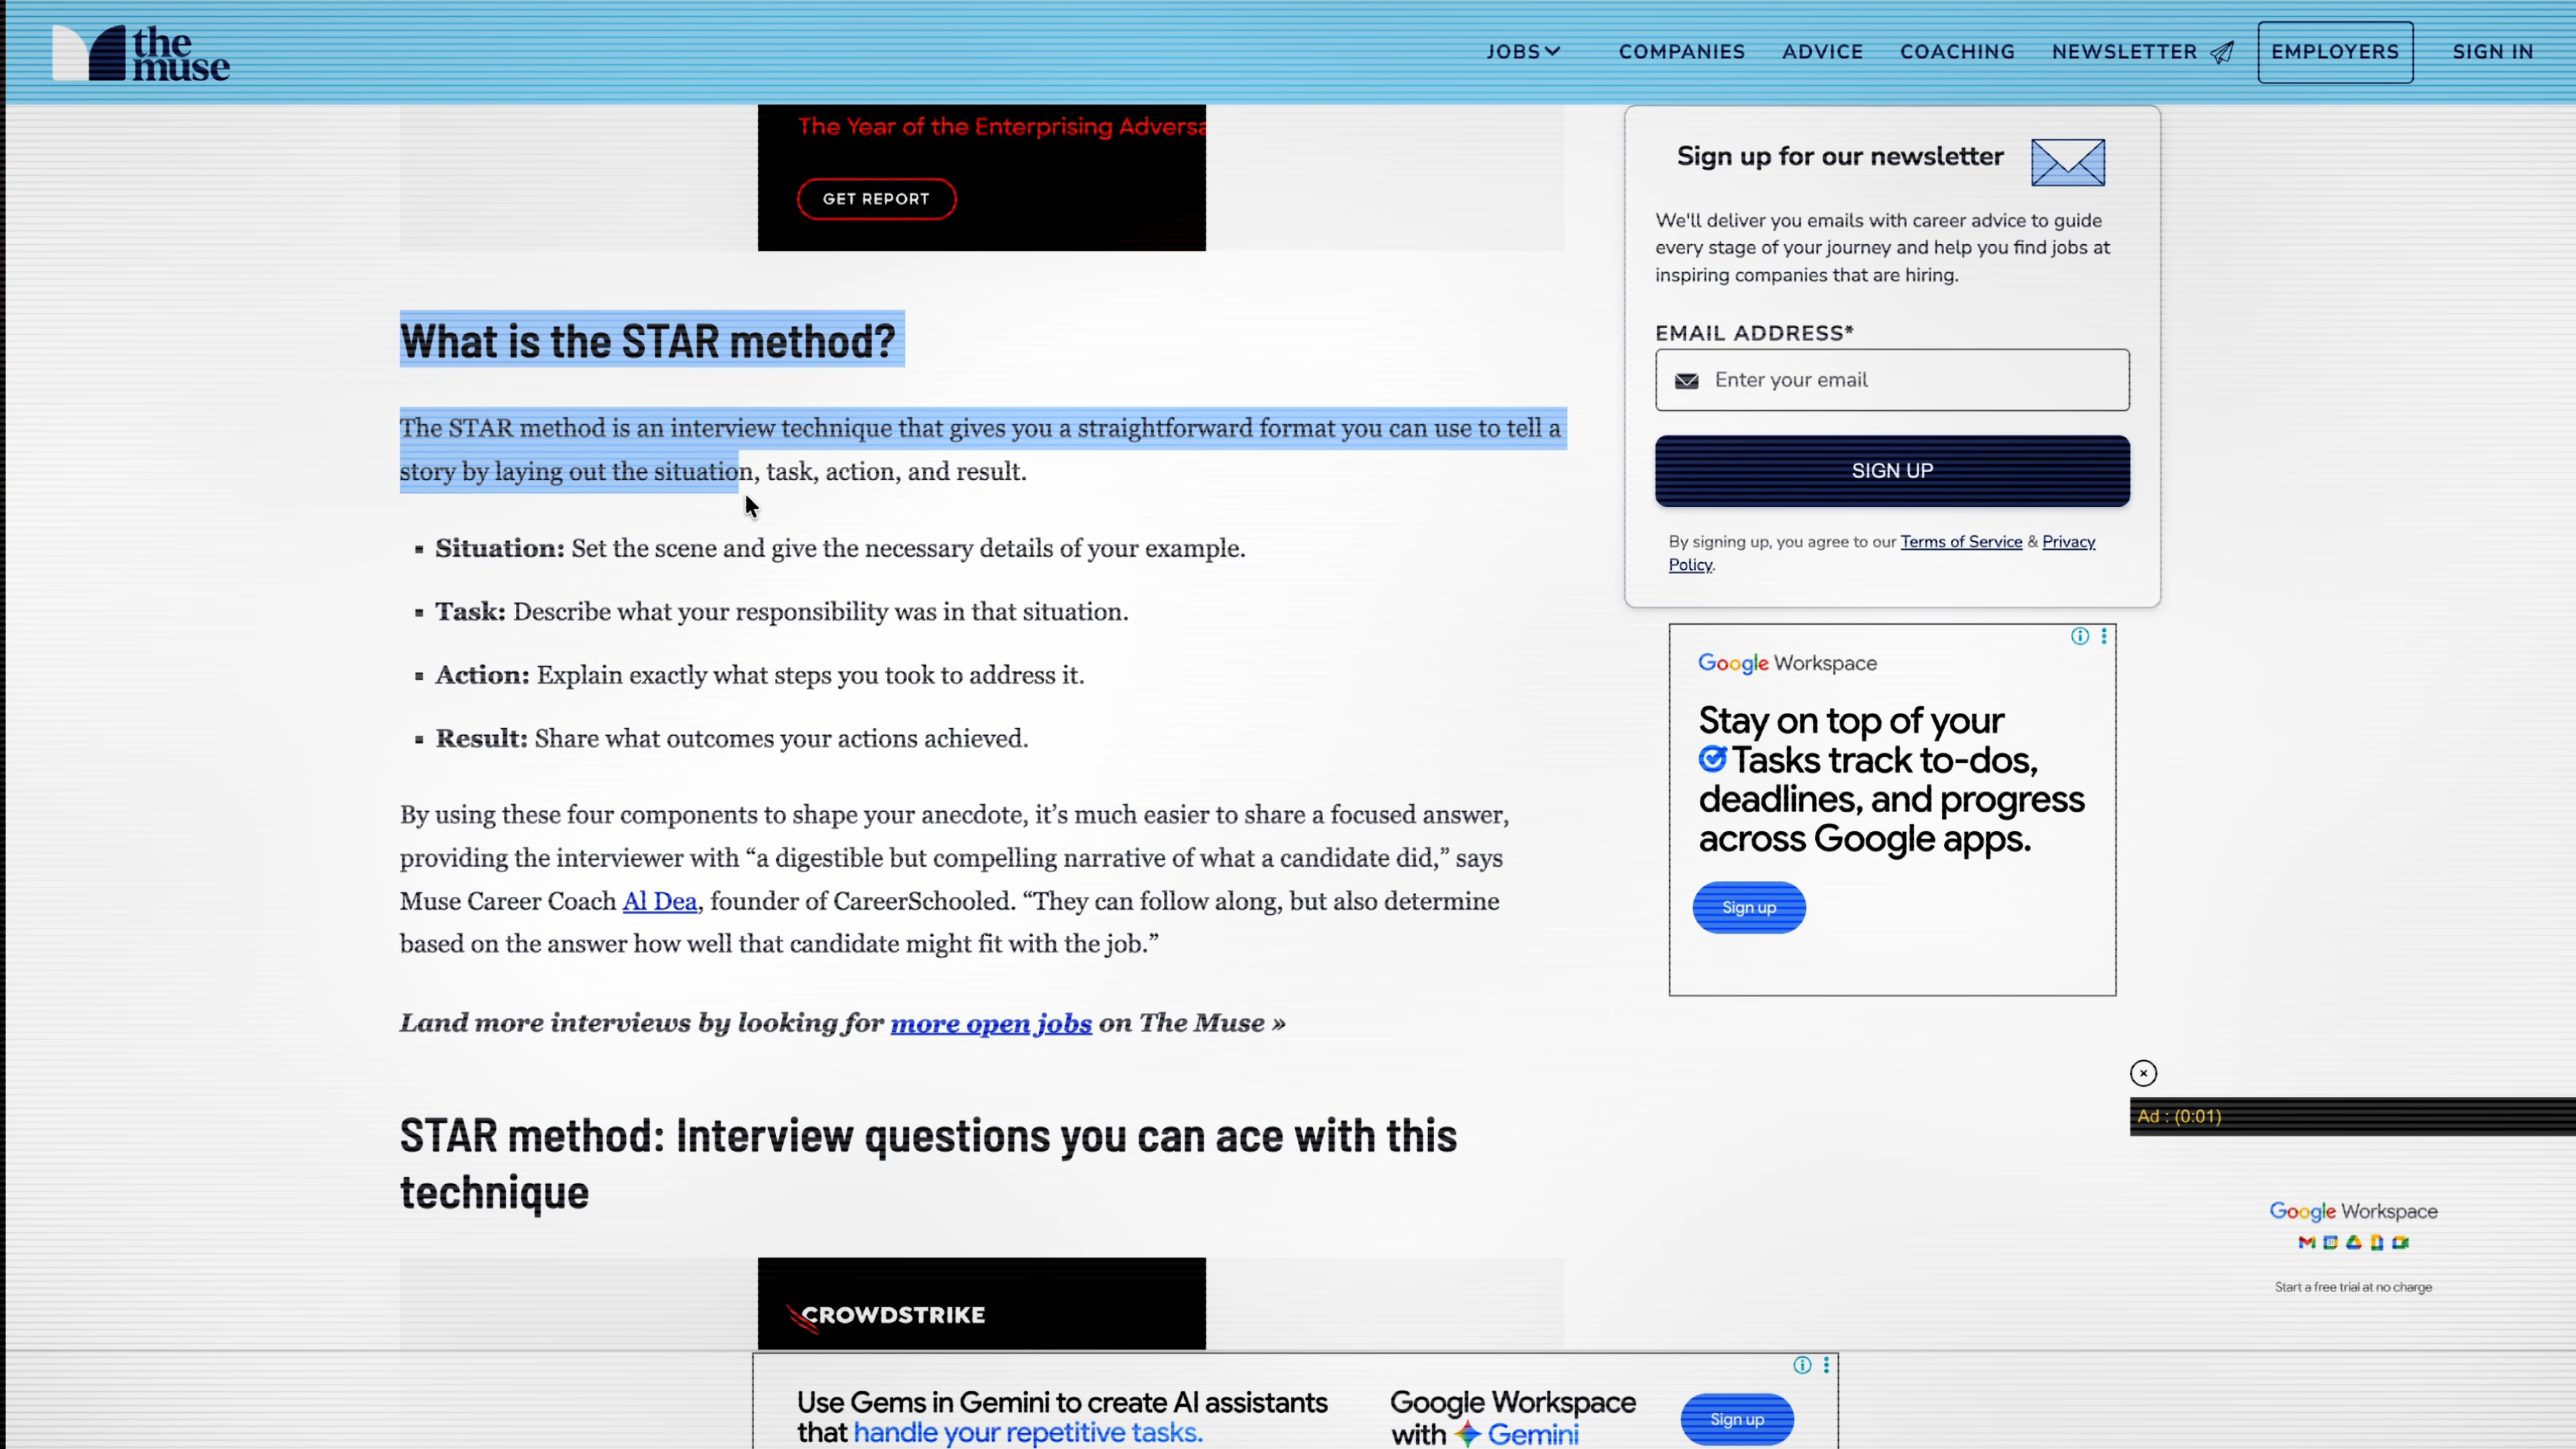 the
muse
JOBS
COMPANIES
ADVICE
COACHING
NEWSLETTER
EMPLOYERS
SIGN IN
The Year of the Enterprising Adversa
GET REPORT
What is the STAR method?
The STAR method is an interview technique that gives you a straightforward format you can use to tell a
story by laying out the situation, task, action, and result.
▪ Situation: Set the scene and give the necessary details of your example.
▪ Task: Describe what your responsibility was in that situation.
▪ Action: Explain exactly what steps you took to address it.
▪ Result: Share what outcomes your actions achieved.
By using these four components to shape your anecdote, it’s much easier to share a focused answer,
providing the interviewer with “a digestible but compelling narrative of what a candidate did,” says
Muse Career Coach Al Dea, founder of CareerSchooled. “They can follow along, but also determine
based on the answer how well that candidate might fit with the job.”
Land more interviews by looking for more open jobs on The Muse »
STAR method: Interview questions you can ace with this
technique
CROWDSTRIKE
Sign up for our newsletter
We'll deliver you emails with career advice to guide
every stage of your journey and help you find jobs at
inspiring companies that are hiring.
EMAIL ADDRESS*
Enter your email
SIGN UP
By signing up, you agree to our Terms of Service & Privacy
Policy.
Google Workspace
Stay on top of your
Tasks track to-dos,
deadlines, and progress
across Google apps.
Sign up
Ad : (0:01)
Google Workspace
Start a free trial at no charge
Use Gems in Gemini to create AI assistants
that handle your repetitive tasks.
Google Workspace
with Gemini
Sign up